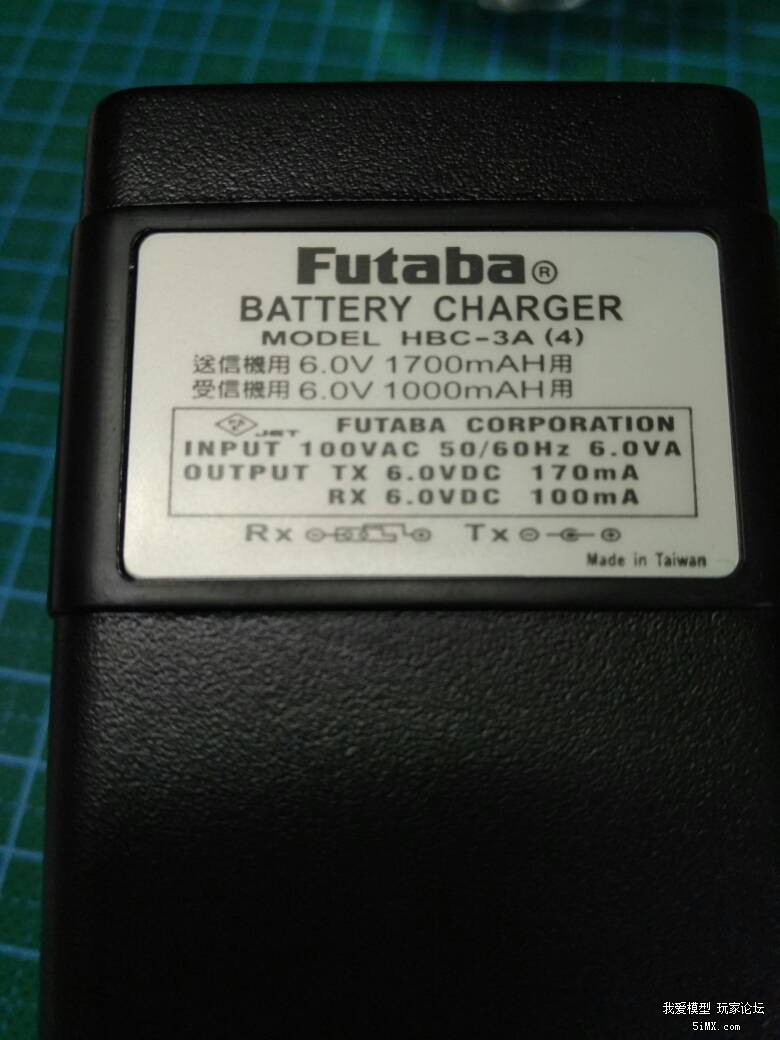 Futaba®
BATTERY CHARGER
MODEL HBC-3A (4)
送信機用 6.0V 1700mAH用
受信機用 6.0V 1000mAH用
JET FUTABA CORPORATION
INPUT 100VAC 50/60Hz 6.0VA
OUTPUT TX 6.0VDC 170mA
RX 6.0VDC 100mA
Rx Tx
Made in Taiwan
我爱模型 玩家论坛
5iMX.com